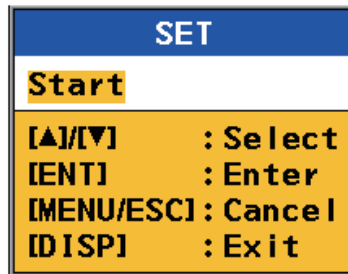 SET
Start
[▲]/[▼] :Select
[ENT] :Enter
[MENU/ESC]:Cancel
[DISP] :Exit